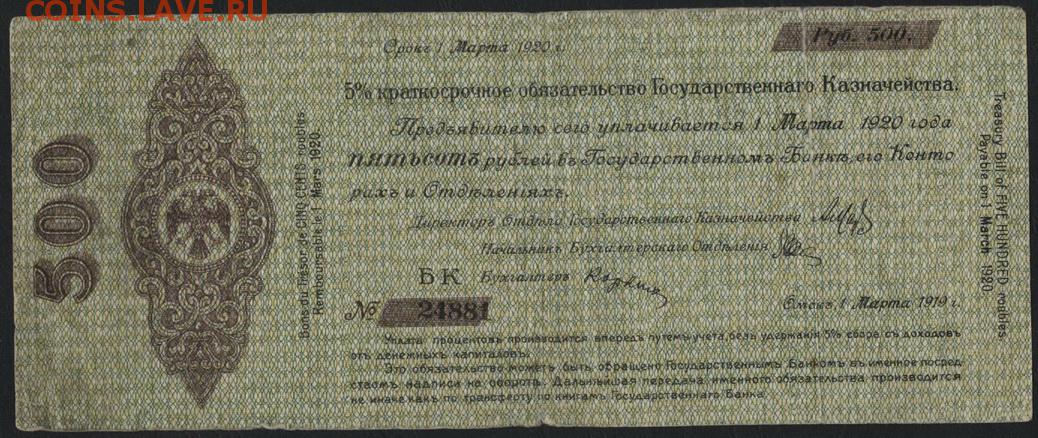 COINS.LAVE.RU
500
Bons du Trésor de CINQ CENTS roubles
Remboursable le 1 Mars 1920.
Срокъ 1 Марта 1920 г.
Руб. 500.
5% краткосрочное обязательство Государственнаго Казначейства.
Предъявителю сего уплачивается 1 Марта 1920 года
пятьсотъ рублей въ Государственномъ Банкѣ, его Конто
рахъ и Отдѣленіяхъ.
Директоръ Отдѣла Государственнаго Казначейства
Начальникъ Бухгалтерскаго Отдѣленія
БК Бухгалтеръ
№ 24881
Омскъ, 1 Марта 1919 г.
Уплата процентовъ производится впередъ путемъ учета, безъ удержанія 5% сбора съ доходовъ
отъ денежныхъ капиталовъ.
Это обязательство можетъ быть обращено Государственнымъ Банкомъ въ именное посред
ствомъ надписи на оборотѣ. Дальнѣйшая передача именного обязательства производится
не иначе какъ по трансферту по книгамъ Государственнаго Банка
Treasury Bill of FIVE HUNDRED roubles
Payable on 1 March 1920.